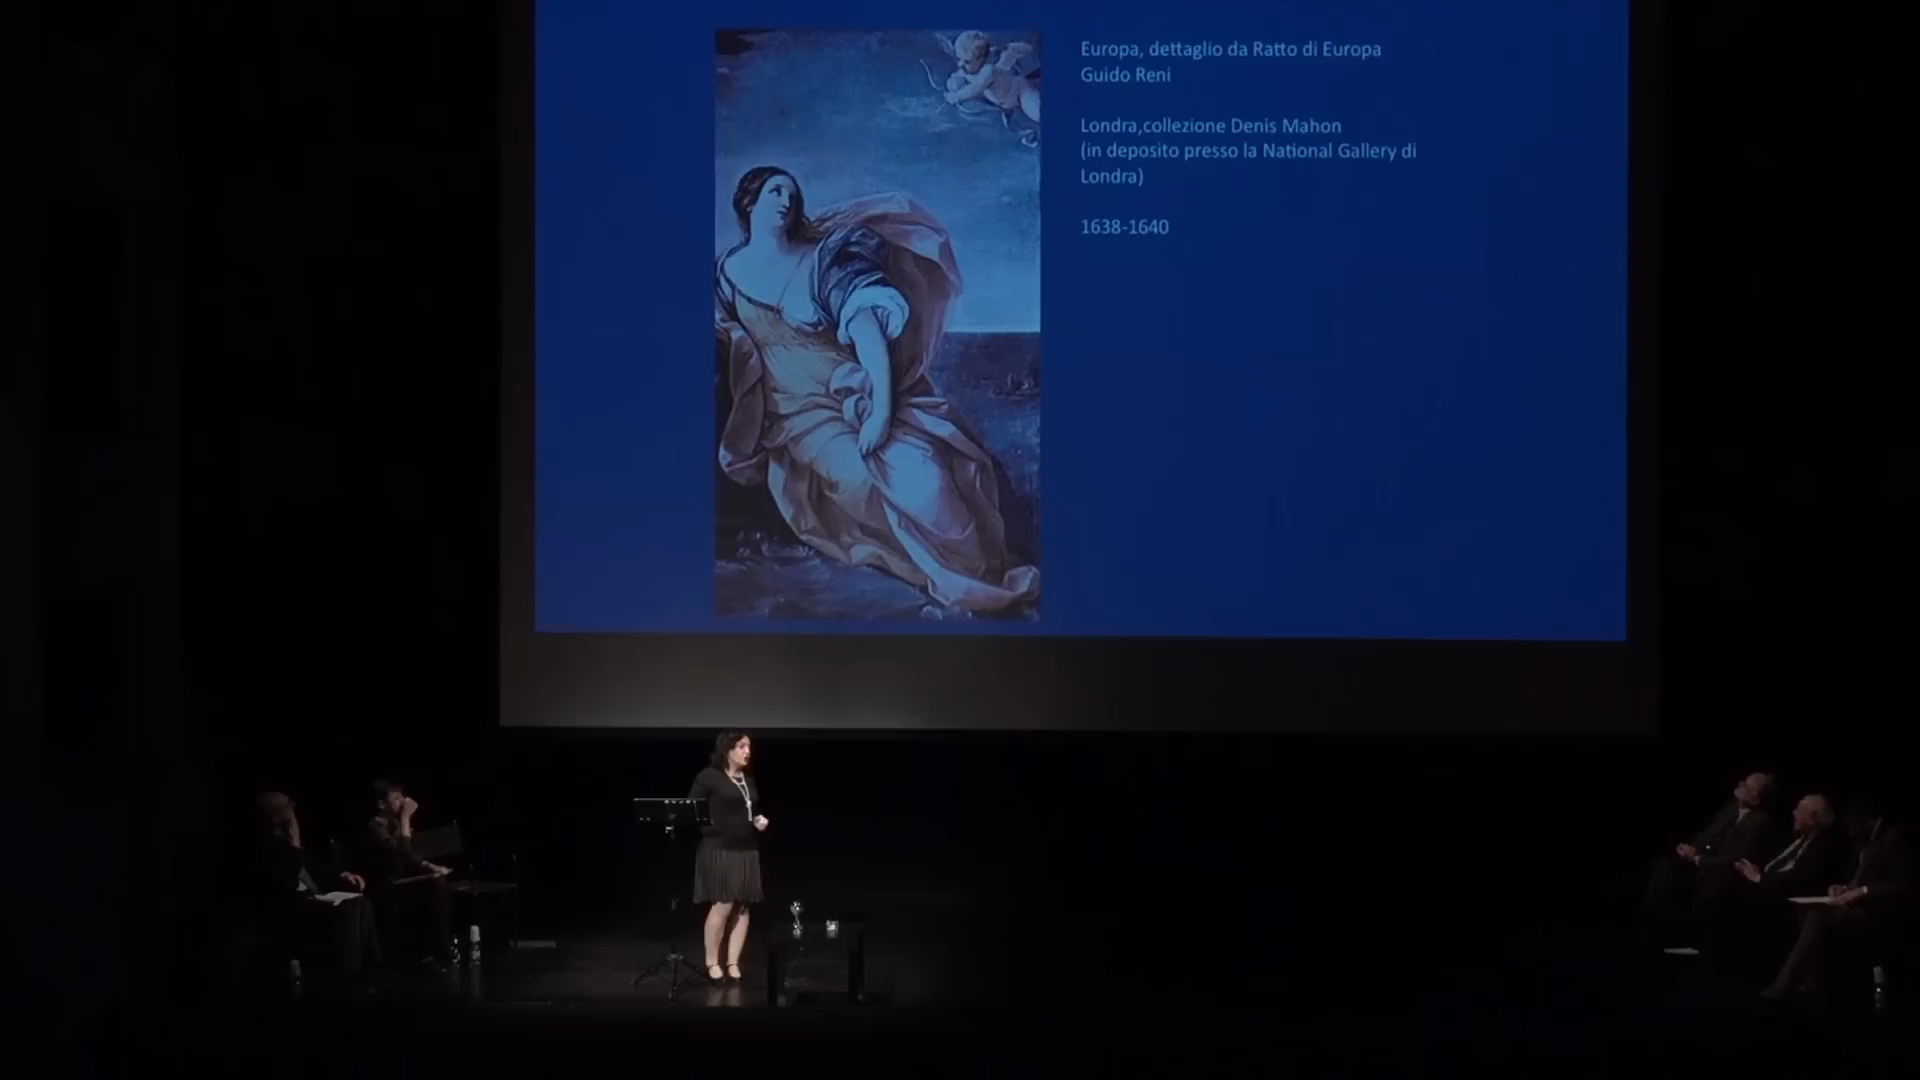 Europa, dettaglio da Ratto di Europa
Guido Reni
Londra,collezione Denis Mahon
(in deposito presso la National Gallery di
Londra)
1638-1640